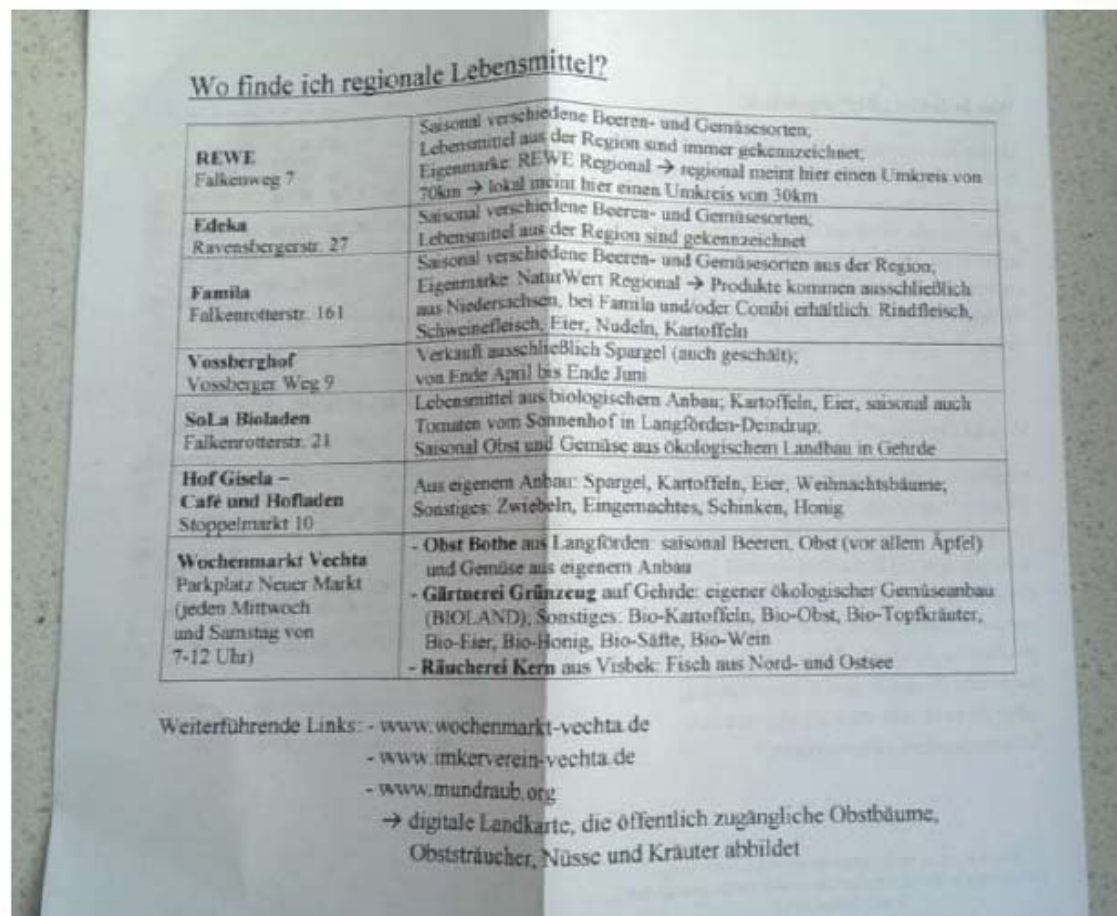 Wo finde ich regionale Lebensmittel?
REWE
Falkenweg 7
Saisonal verschiedene Beeren- und Gemüsesorten;
Lebensmittel aus der Region sind immer gekennzeichnet;
Eigenmarke: REWE Regional → regional meint hier einen Umkreis von
70km → lokal meint hier einen Umkreis von 30km
Edeka
Ravensbergerstr. 27
Saisonal verschiedene Beeren- und Gemüsesorten;
Lebensmittel aus der Region sind gekennzeichnet
Famila
Falkenrotterstr. 161
Saisonal verschiedene Beeren- und Gemüsesorten aus der Region;
Eigenmarke: NaturWert Regional → Produkte kommen ausschließlich
aus Niedersachsen, bei Famila und/oder Combi erhältlich: Rindfleisch,
Schweinefleisch, Eier, Nudeln, Kartoffeln
Vossberghof
Vossberger Weg 9
Verkauft ausschließlich Spargel (auch geschält);
von Ende April bis Ende Juni
SoLa Bioladen
Falkenrotterstr. 21
Lebensmittel aus biologischem Anbau; Kartoffeln, Eier, saisonal auch
Tomaten vom Sonnenhof in Langförden-Deindrup;
Saisonal Obst und Gemüse aus ökologischem Landbau in Gehrde
Hof Gisela –
Café und Hofladen
Stoppelmarkt 10
Aus eigenem Anbau: Spargel, Kartoffeln, Eier, Weihnachtsbäume;
Sonstiges: Zwiebeln, Eingemachtes, Schinken, Honig
Wochenmarkt Vechta
Parkplatz Neuer Markt
(jeden Mittwoch
und Samstag von
7-12 Uhr)
- Obst Bothe aus Langförden: saisonal Beeren, Obst (vor allem Äpfel)
und Gemüse aus eigenem Anbau
- Gärtnerei Grünzeug auf Gehrde: eigener ökologischer Gemüseanbau
(BIOLAND); Sonstiges: Bio-Kartoffeln, Bio-Obst, Bio-Topfkräuter,
Bio-Eier, Bio-Honig, Bio-Säfte, Bio-Wein
- Räucherei Kern aus Visbek: Fisch aus Nord- und Ostsee
Weiterführende Links: - www.wochenmarkt-vechta.de
- www.imkerverein-vechta.de
- www.mundraub.org
→ digitale Landkarte, die öffentlich zugängliche Obstbäume,
Obststräucher, Nüsse und Kräuter abbildet